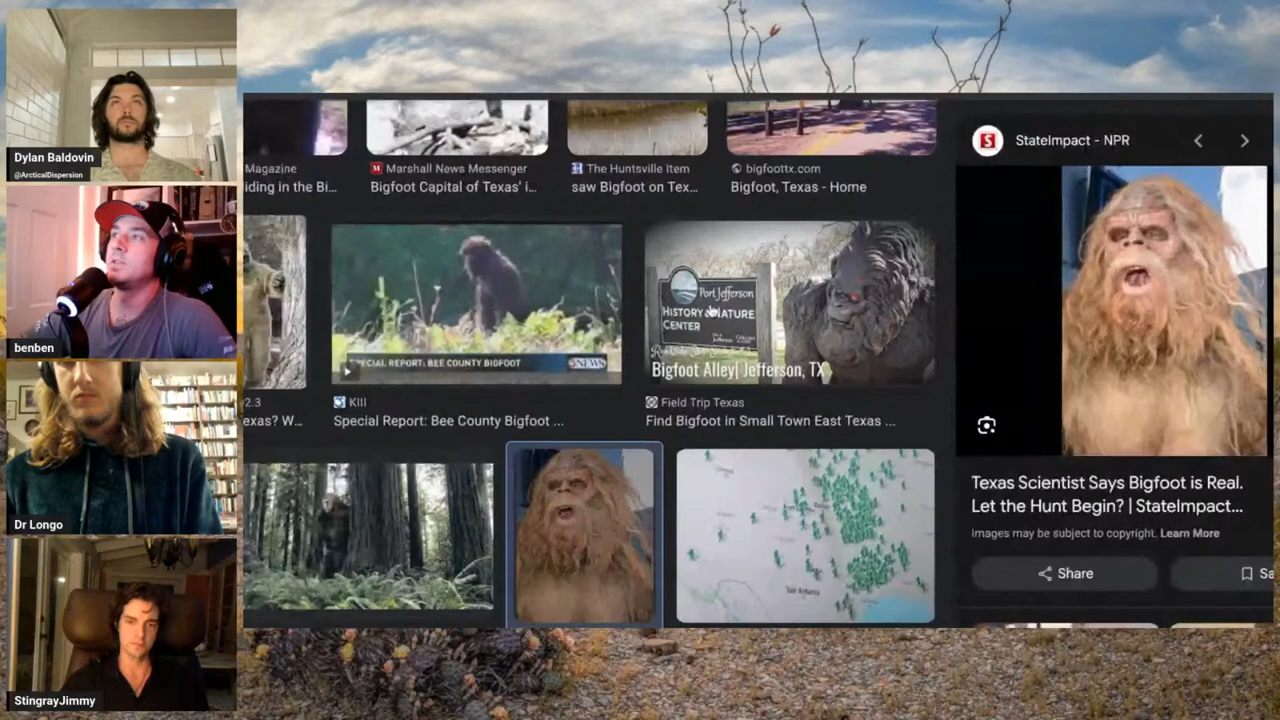 Dylan Baldovin
@ArcticalDispersion
benben
Dr Longo
StingrayJimmy
Magazine
iding in the Bi...
Marshall News Messenger
Bigfoot Capital of Texas' i...
The Huntsville Item
saw Bigfoot on Tex...
bigfoottx.com
Bigfoot, Texas - Home
2.3
exas? W...
SPECIAL REPORT: BEE COUNTY BIGFOOT
NEWS
KIII
Special Report: Bee County Bigfoot ...
Port Jefferson
History & Nature
Center
Bigfoot Alley| Jefferson, TX
Field Trip Texas
Find Bigfoot in Small Town East Texas ...
S
StateImpact - NPR
Texas Scientist Says Bigfoot is Real.
Let the Hunt Begin? | StateImpact...
Images may be subject to copyright. Learn More
Share
Sa